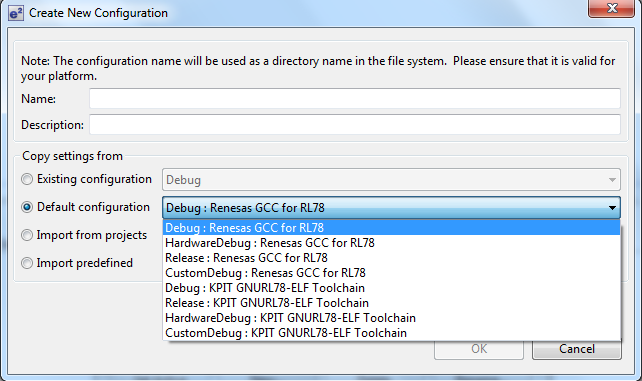 e²
Create New Configuration
Note: The configuration name will be used as a directory name in the file system.  Please ensure that it is valid for
your platform.
Name:
Description:
Copy settings from
Existing configuration
Debug
Default configuration
Debug : Renesas GCC for RL78
Import from projects
Import predefined
Debug : Renesas GCC for RL78
HardwareDebug : Renesas GCC for RL78
Release : Renesas GCC for RL78
CustomDebug : Renesas GCC for RL78
Debug : KPIT GNURL78-ELF Toolchain
Release : KPIT GNURL78-ELF Toolchain
HardwareDebug : KPIT GNURL78-ELF Toolchain
CustomDebug : KPIT GNURL78-ELF Toolchain
OK
Cancel